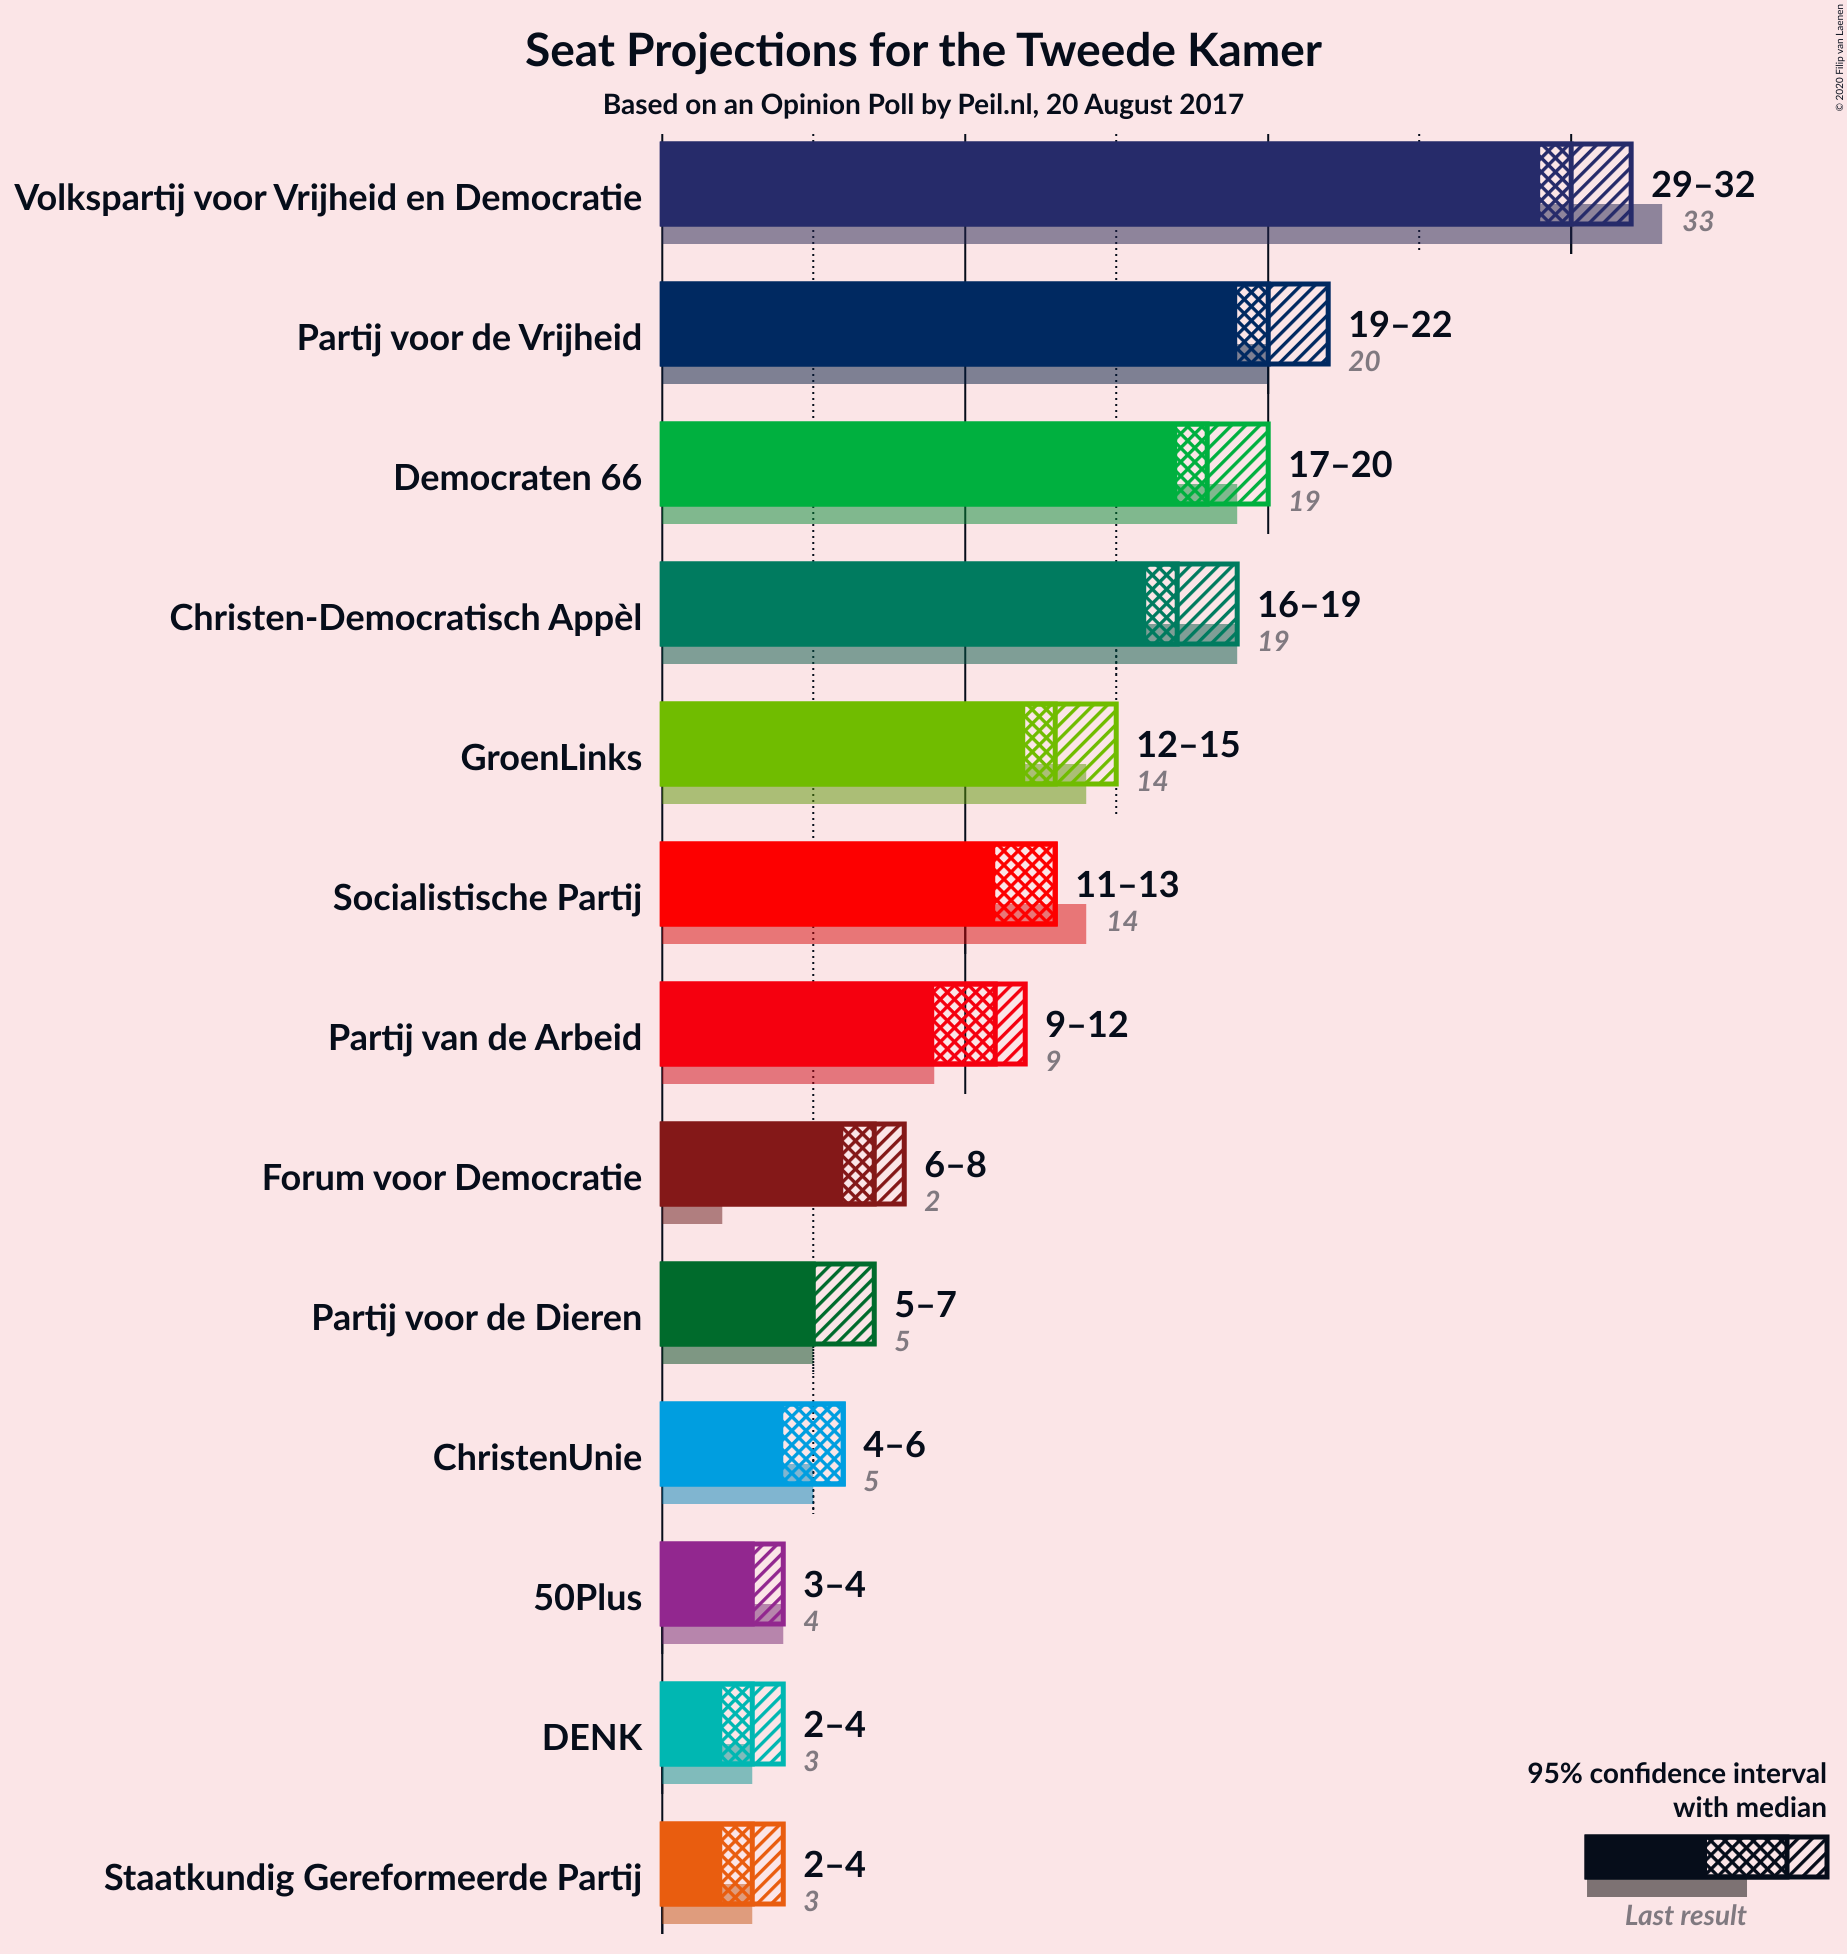 Seat Projections for the Tweede Kamer
Based on an Opinion Poll by Peil.nl, 20 August 2017
© 2020 Filip van Laenen
Volkspartij voor Vrijheid en Democratie
29–32
33
Partij voor de Vrijheid
19–22
20
Democraten 66
17–20
19
Christen-Democratisch Appèl
16–19
19
GroenLinks
12–15
14
Socialistische Partij
11–13
14
Partij van de Arbeid
9–12
9
Forum voor Democratie
6–8
2
Partij voor de Dieren
5–7
5
ChristenUnie
4–6
5
50Plus
3–4
4
DENK
2–4
3
Staatkundig Gereformeerde Partij
2–4
3
95% confidence interval
with median
Last result